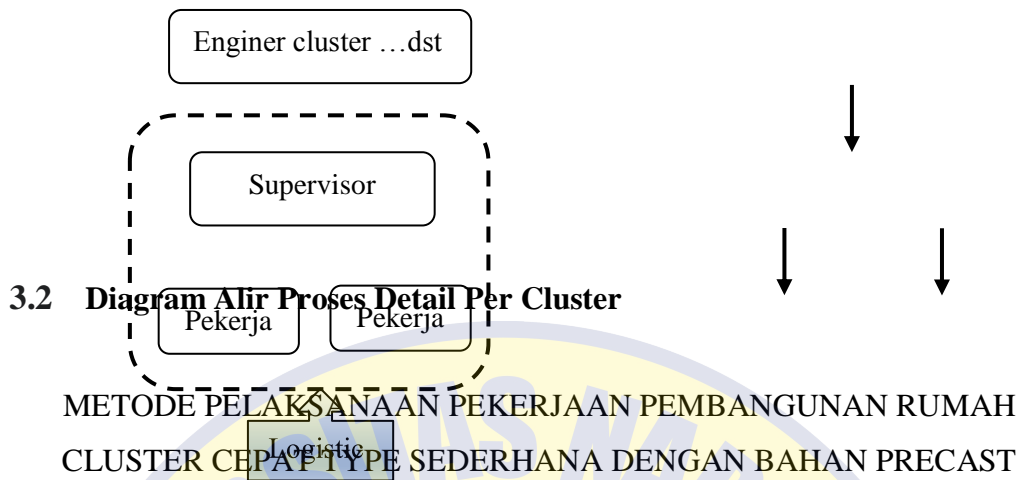 Enginer cluster …dst
Supervisor
3.2 Diagram Alir Proses Detail Per Cluster
Pekerja Pekerja
METODE PELAKSANAAN PEKERJAAN PEMBANGUNAN RUMAH
Logistic
CLUSTER CEPAT TYPE SEDERHANA DENGAN BAHAN PRECAST